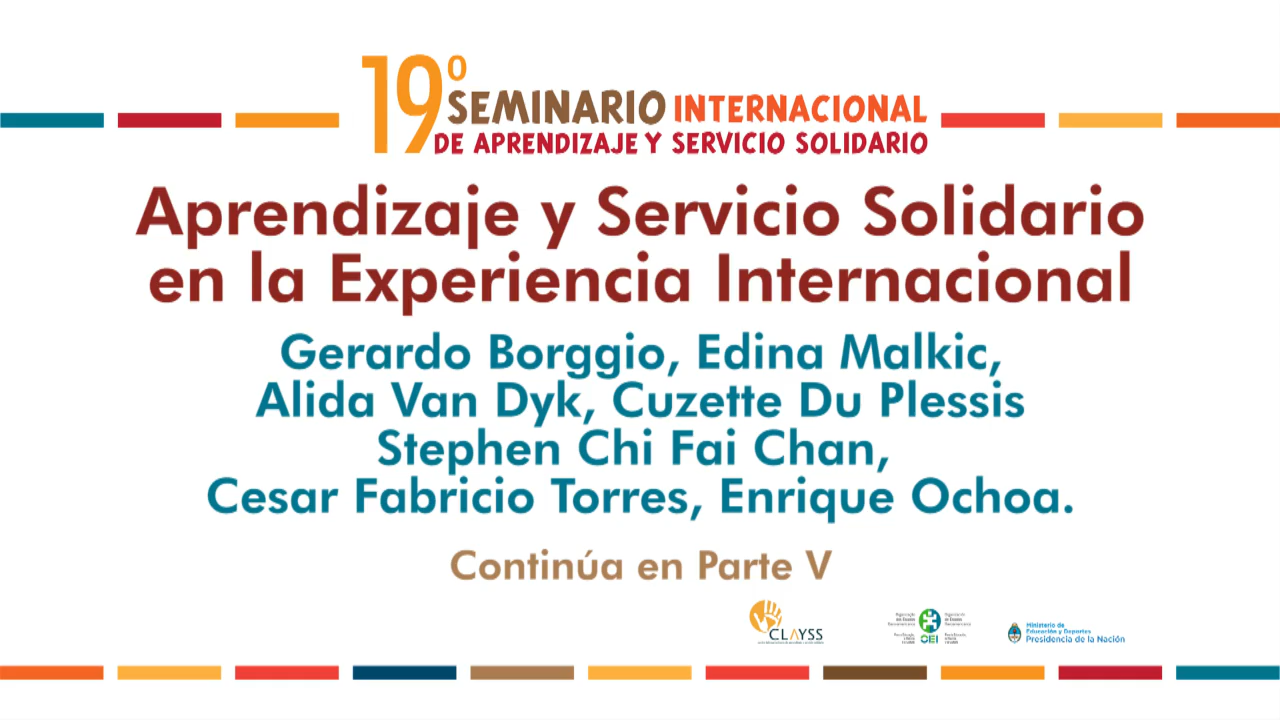 19º SEMINARIO INTERNACIONAL
DE APRENDIZAJE Y SERVICIO SOLIDARIO
Aprendizaje y Servicio Solidario
en la Experiencia Internacional
Gerardo Borggio, Edina Malkic,
Alida Van Dyk, Cuzette Du Plessis
Stephen Chi Fai Chan,
Cesar Fabricio Torres, Enrique Ochoa.
Continúa en Parte V
CLAYSS
OEI
Ministerio de
Educación y Deportes
Presidencia de la Nación